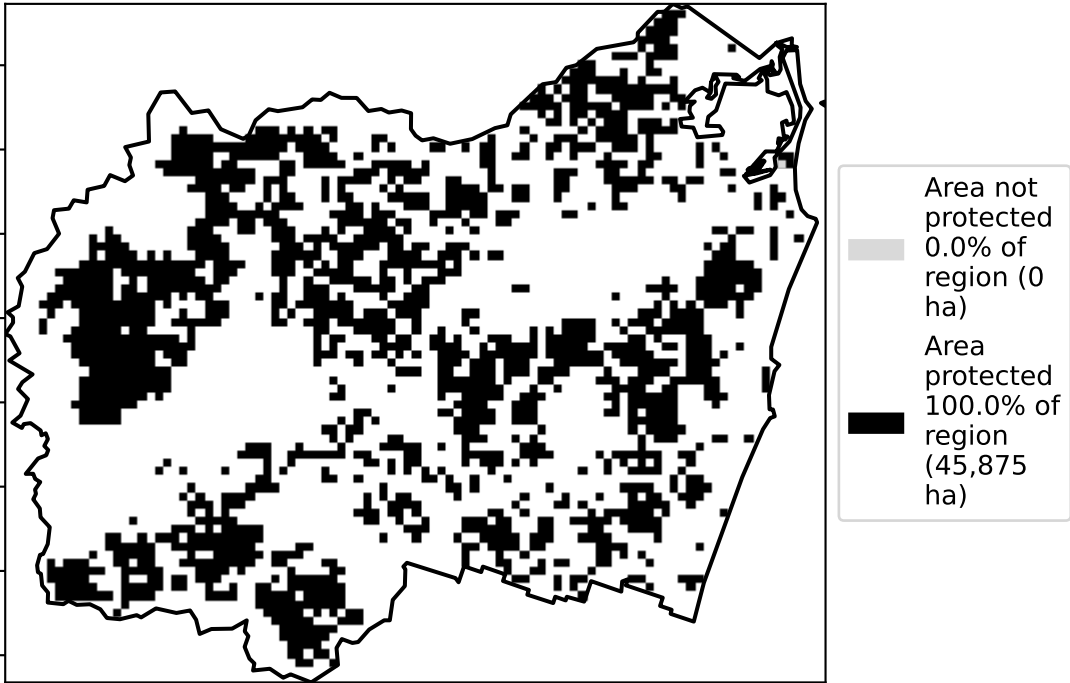 Area not
protected
0.0% of
region (0
ha)
Area
protected
100.0% of
region
(45,875
ha)